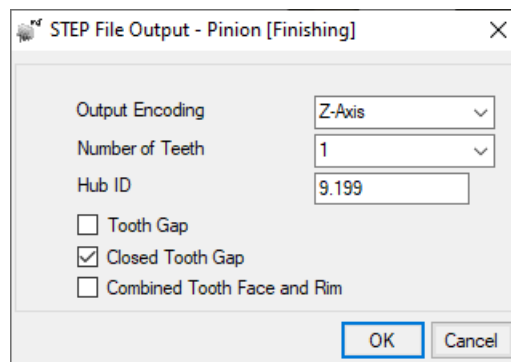 STEP File Output - Pinion [Finishing]
Output Encoding Z-Axis
Number of Teeth 1
Hub ID 9.199
Tooth Gap
Closed Tooth Gap
Combined Tooth Face and Rim
OK Cancel